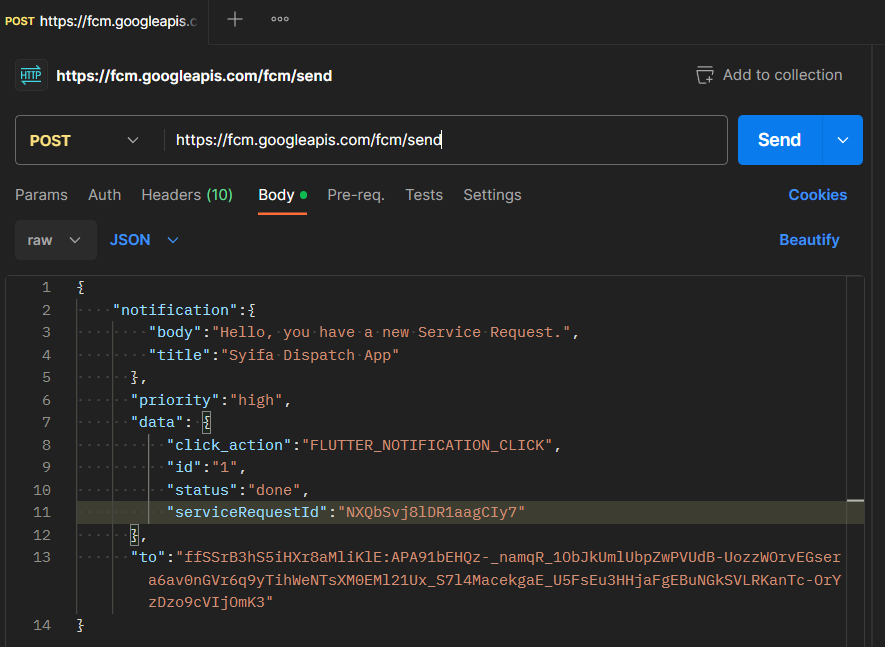 POST https://fcm.googleapis.c
HTTP https://fcm.googleapis.com/fcm/send Add to collection
POST https://fcm.googleapis.com/fcm/send Send
Params Auth Headers (10) Body Pre-req. Tests Settings Cookies
raw JSON Beautify
1 {
2 "notification":{
3 "body":"Hello, you have a new Service Request.",
4 "title":"Syifa Dispatch App"
5 },
6 "priority":"high",
7 "data": {
8 "click_action":"FLUTTER_NOTIFICATION_CLICK",
9 "id":"1",
10 "status":"done",
11 "serviceRequestId":"NXQbSvj8lDR1aagCIy7"
12 },
13 "to":"ffSSrB3hS5iHXr8aMliKlE:APA91bEHQz-_namqR_1ObJkUmlUbpZwPVUdB-UozzWOrvEGser
a6av0nGVr6q9yTihWeNTsXM0EMl21Ux_S7l4MacekgaE_U5FsEu3HHjaFgEBuNGkSVLRKanTc-OrY
zDzo9cVIjOmK3"
14 }